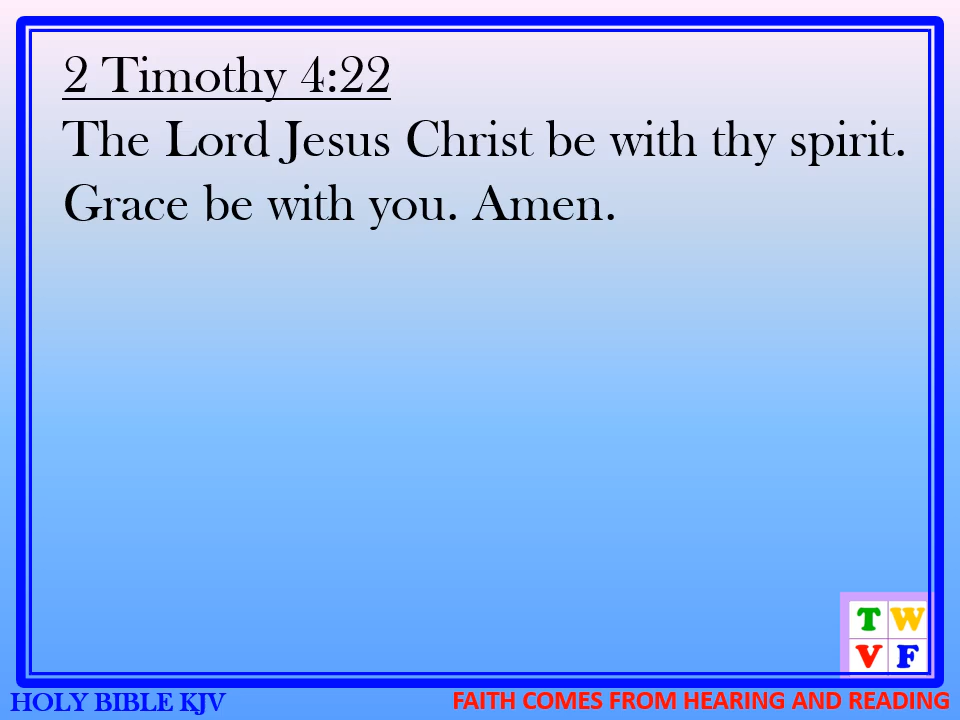 2 Timothy 4:22
The Lord Jesus Christ be with thy spirit.
Grace be with you. Amen.
T W
V F
HOLY BIBLE KJV
FAITH COMES FROM HEARING AND READING